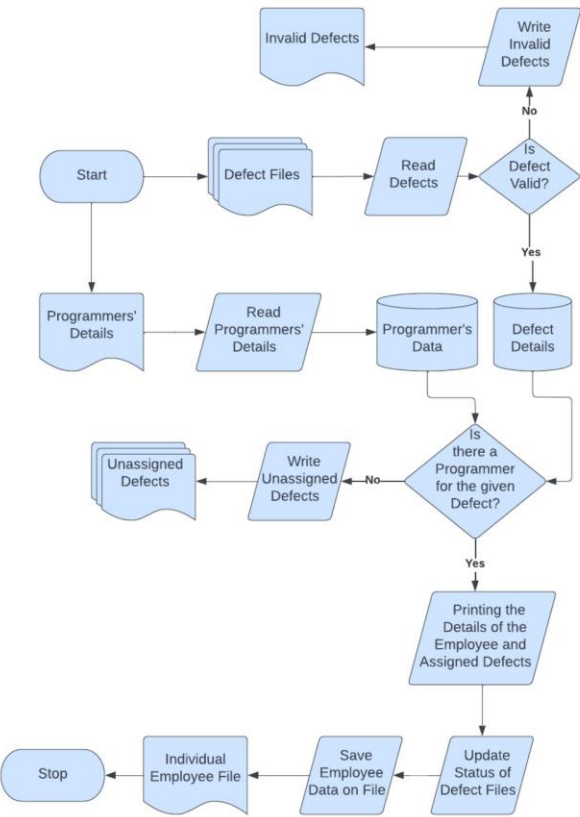 Invalid Defects
Write
Invalid
Defects
No
Start
Defect Files
Read
Defects
Is
Defect
Valid?
Yes
Programmers'
Details
Read
Programmers'
Details
Programmer's
Data
Defect
Details
Unassigned
Defects
Write
Unassigned
Defects
No
Is
there a
Programmer
for the given
Defect?
Yes
Printing the
Details of the
Employee and
Assigned Defects
Stop
Individual
Employee File
Save
Employee
Data on File
Update
Status of
Defect Files